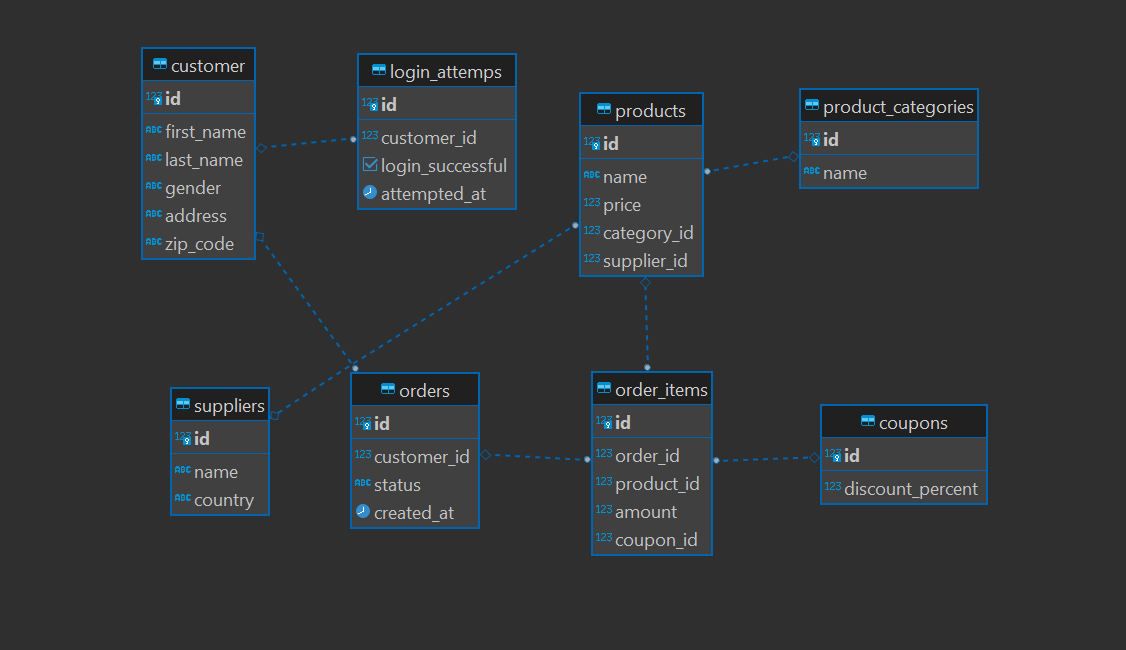 customer
123 id
ABC first_name
ABC last_name
ABC gender
ABC address
ABC zip_code
login_attemps
123 id
123 customer_id
login_successful
attempted_at
products
123 id
ABC name
123 price
123 category_id
123 supplier_id
product_categories
123 id
ABC name
suppliers
123 id
ABC name
ABC country
orders
123 id
123 customer_id
ABC status
created_at
order_items
123 id
123 order_id
123 product_id
123 amount
123 coupon_id
coupons
123 id
123 discount_percent